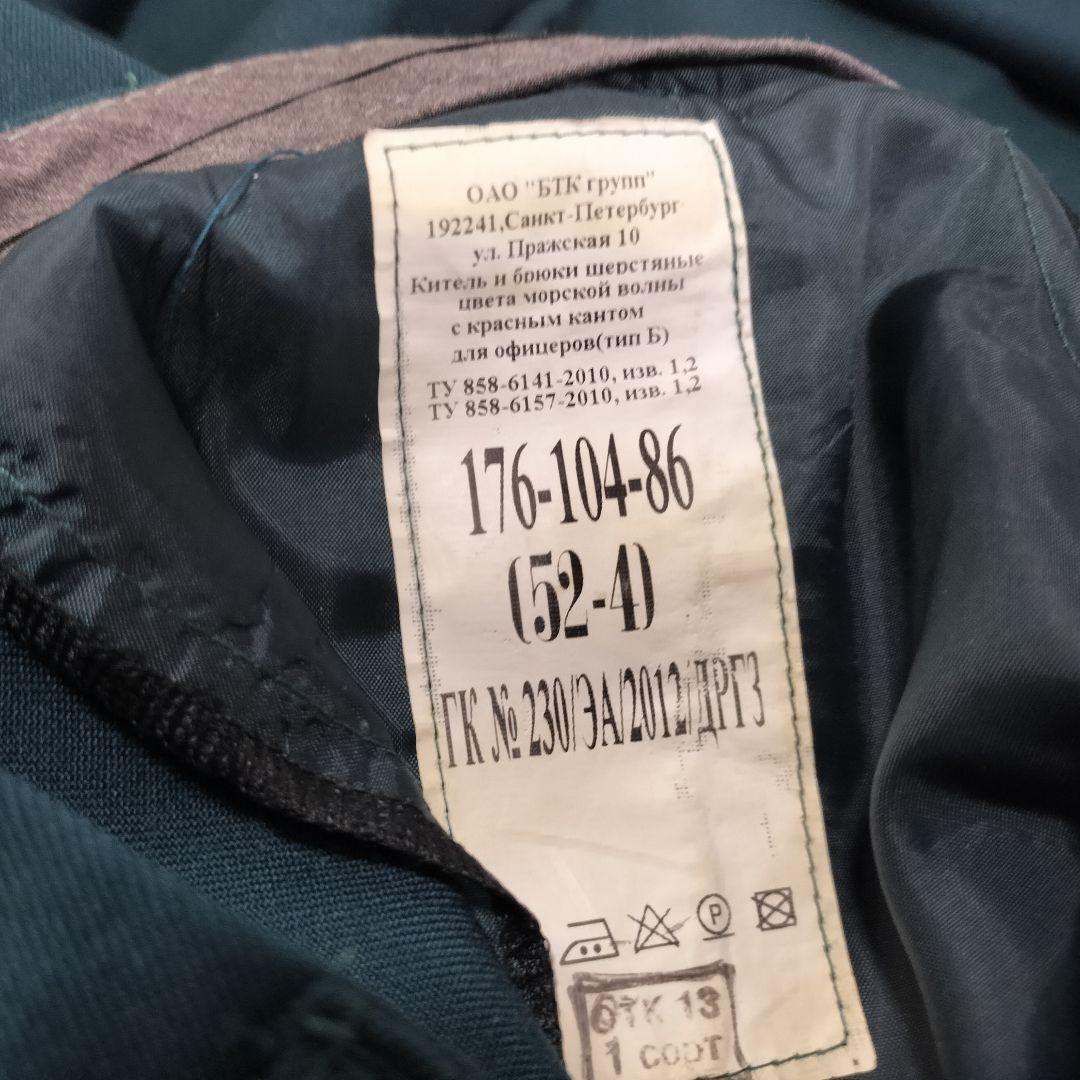 ОАО "БТК групп"
192241,Санкт-Петербург
ул. Пражская 10
Китель и брюки шерстяные
цвета морской волны
с красным кантом
для офицеров(тип Б)
ТУ 858-6141-2010, изв. 1,2
ТУ 858-6157-2010, изв. 1,2
176-104-86
(52-4)
ГК № 230/ЭА/2012/ДРГЗ
P
ОТК 13
1 сорт